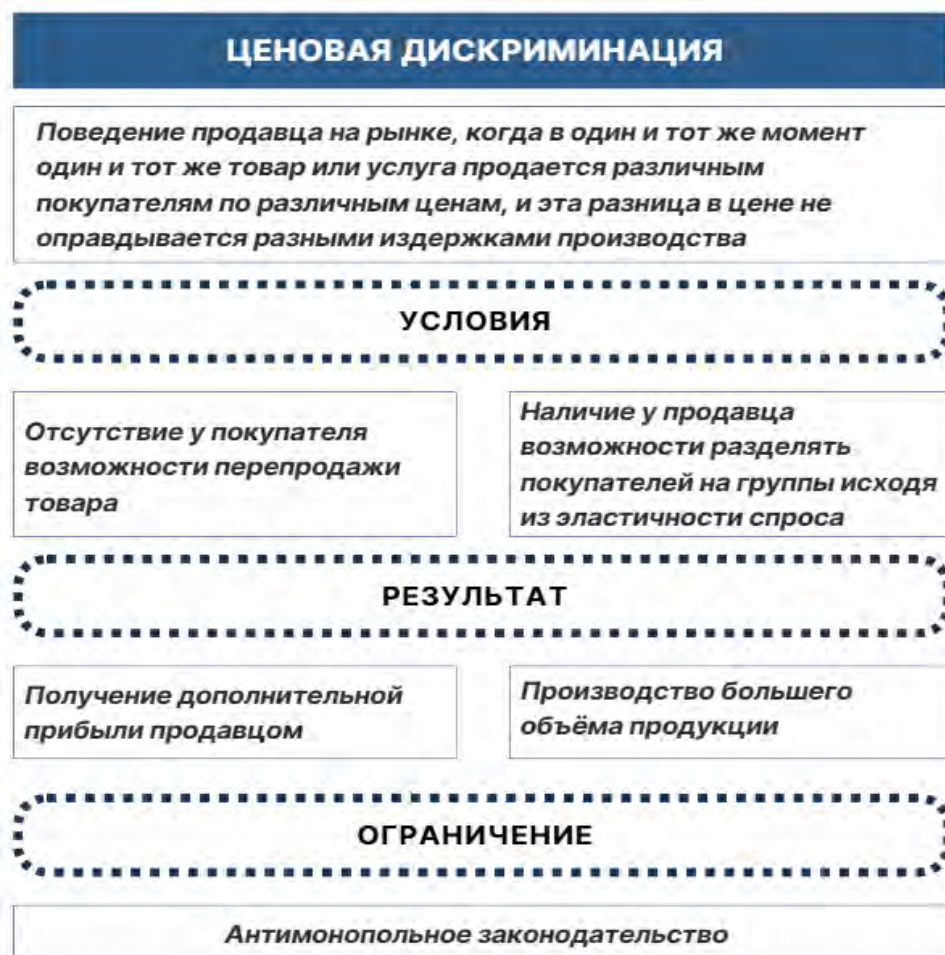 ЦЕНОВАЯ ДИСКРИМИНАЦИЯ
Поведение продавца на рынке, когда в один и тот же момент
один и тот же товар или услуга продается различным
покупателям по различным ценам, и эта разница в цене не
оправдывается разными издержками производства
УСЛОВИЯ
Отсутствие у покупателя
возможности перепродажи
товара
Наличие у продавца
возможности разделять
покупателей на группы исходя
из эластичности спроса
РЕЗУЛЬТАТ
Получение дополнительной
прибыли продавцом
Производство большего
объёма продукции
ОГРАНИЧЕНИЕ
Антимонопольное законодательство